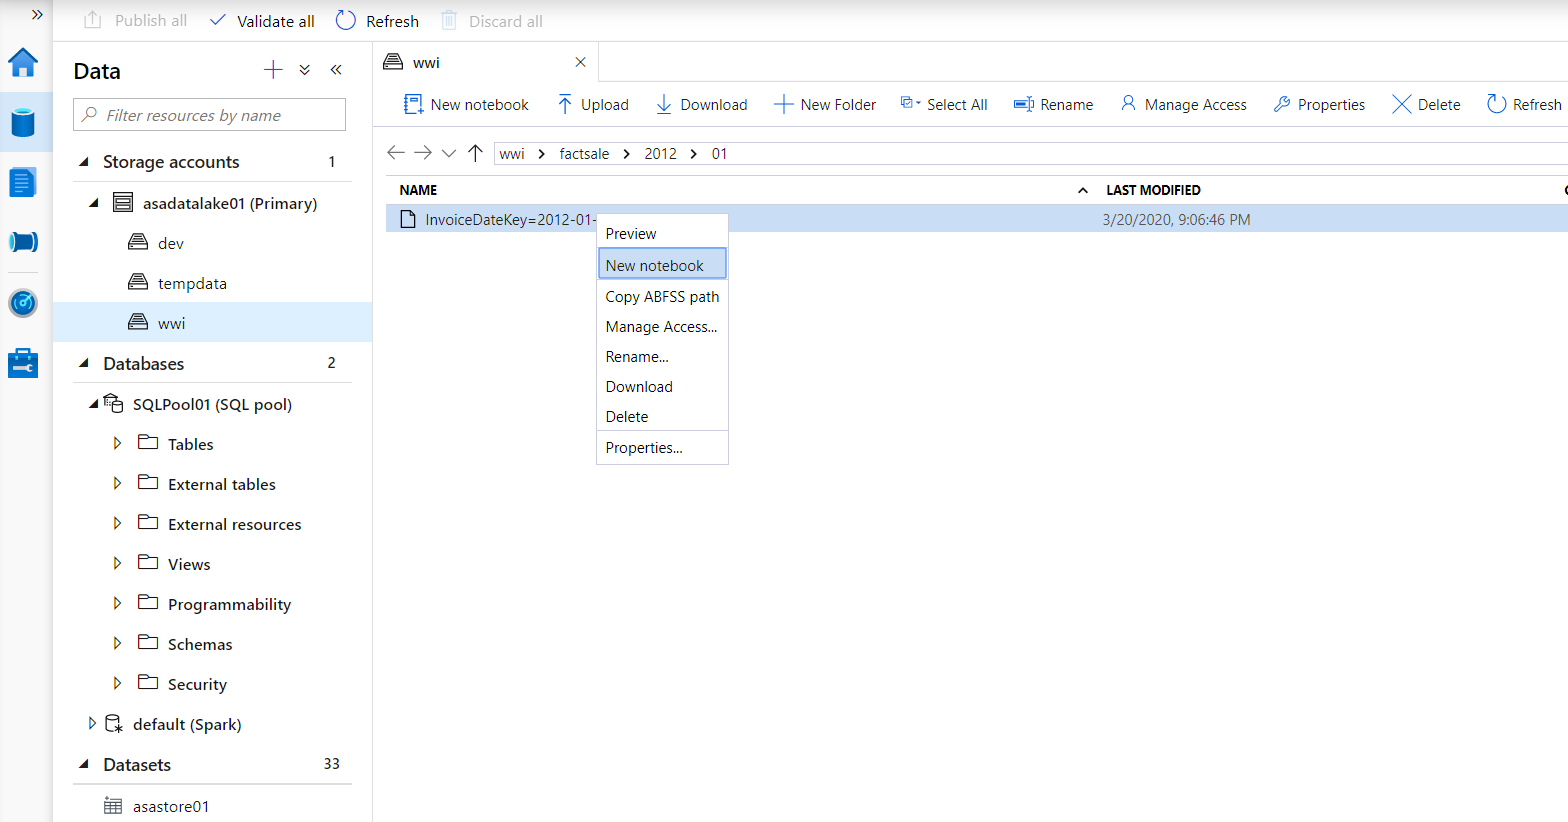 Publish all Validate all Refresh Discard all
Data
Filter resources by name
Storage accounts 1
asadatalake01 (Primary)
dev
tempdata
wwi
Databases 2
SQLPool01 (SQL pool)
Tables
External tables
External resources
Views
Programmability
Schemas
Security
default (Spark)
Datasets 33
asastore01
wwi
New notebook Upload Download New Folder Select All Rename Manage Access Properties Delete Refresh
wwi factsale 2012 01
NAME LAST MODIFIED
InvoiceDateKey=2012-01- 3/20/2020, 9:06:46 PM
Preview
New notebook
Copy ABFSS path
Manage Access...
Rename...
Download
Delete
Properties...